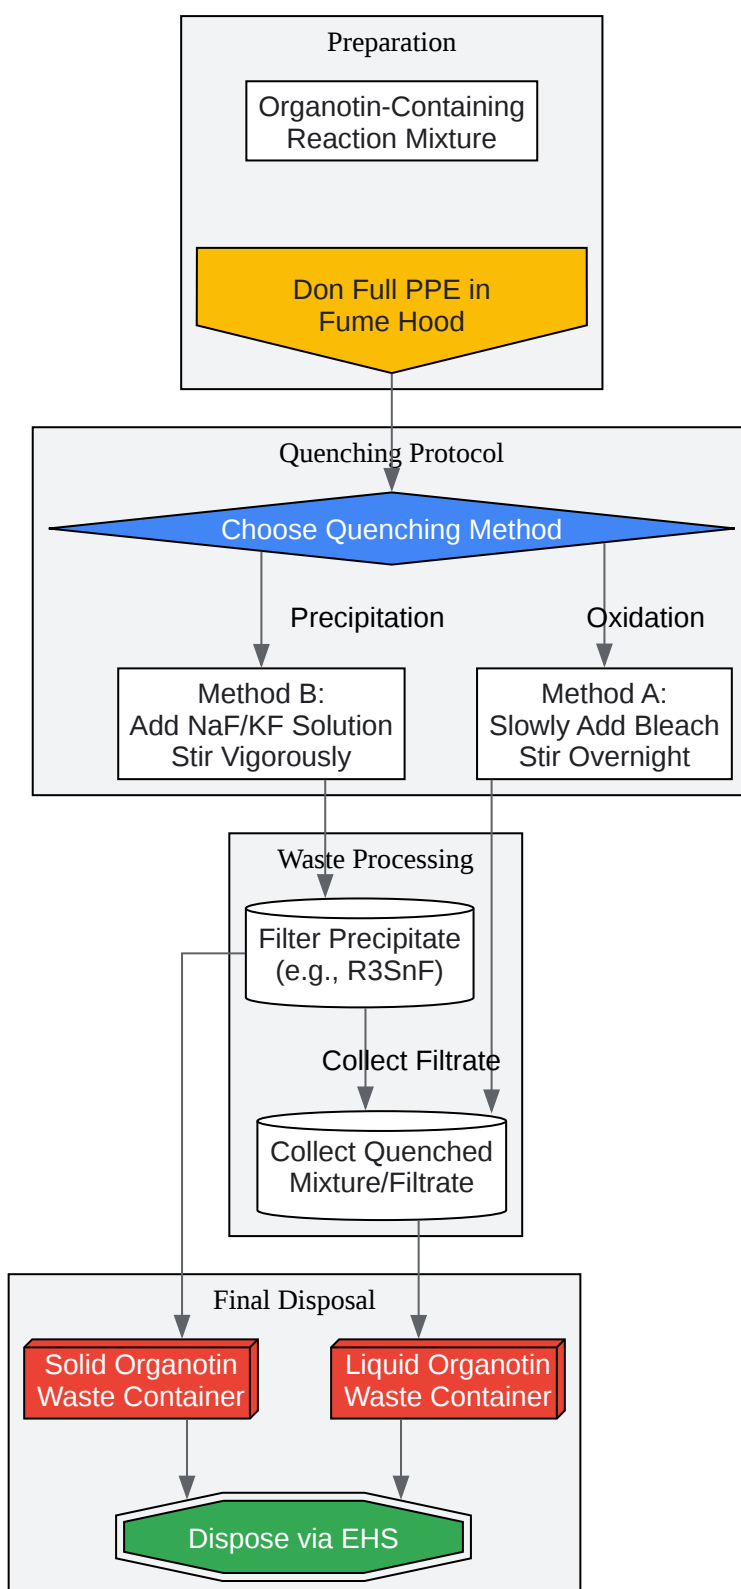 Preparation
Organotin-Containing
Reaction Mixture
Don Full PPE in
Fume Hood
Quenching Protocol
Choose Quenching Method
Precipitation
Oxidation
Method B:
Add NaF/KF Solution
Stir Vigorously
Method A:
Slowly Add Bleach
Stir Overnight
Waste Processing
Filter Precipitate
(e.g., R3SnF)
Collect Filtrate
Collect Quenched
Mixture/Filtrate
Final Disposal
Solid Organotin
Waste Container
Liquid Organotin
Waste Container
Dispose via EHS